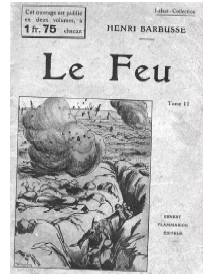 Cet ouvrage est publié
en deux volumes, à
1 fr. 75 chacun
Select-Collection
HENRI BARBUSSE
Le Feu
Tome II
ERNEST
FLAMMARION
ÉDITEUR